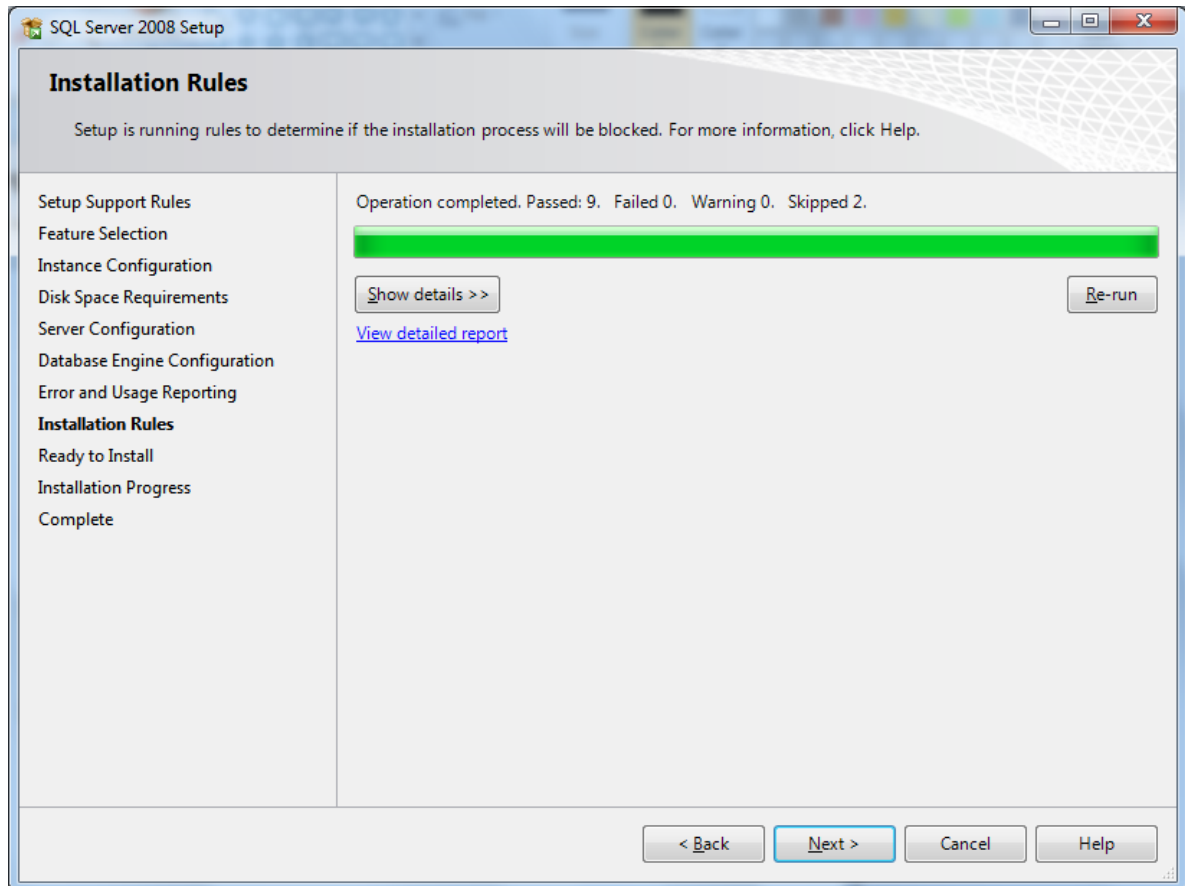 SQL Server 2008 Setup
Installation Rules
Setup is running rules to determine if the installation process will be blocked. For more information, click Help.
Setup Support Rules
Feature Selection
Instance Configuration
Disk Space Requirements
Server Configuration
Database Engine Configuration
Error and Usage Reporting
Installation Rules
Ready to Install
Installation Progress
Complete
Operation completed. Passed: 9.   Failed 0.   Warning 0.   Skipped 2.
Show details >>
Re-run
View detailed report
< Back
Next >
Cancel
Help